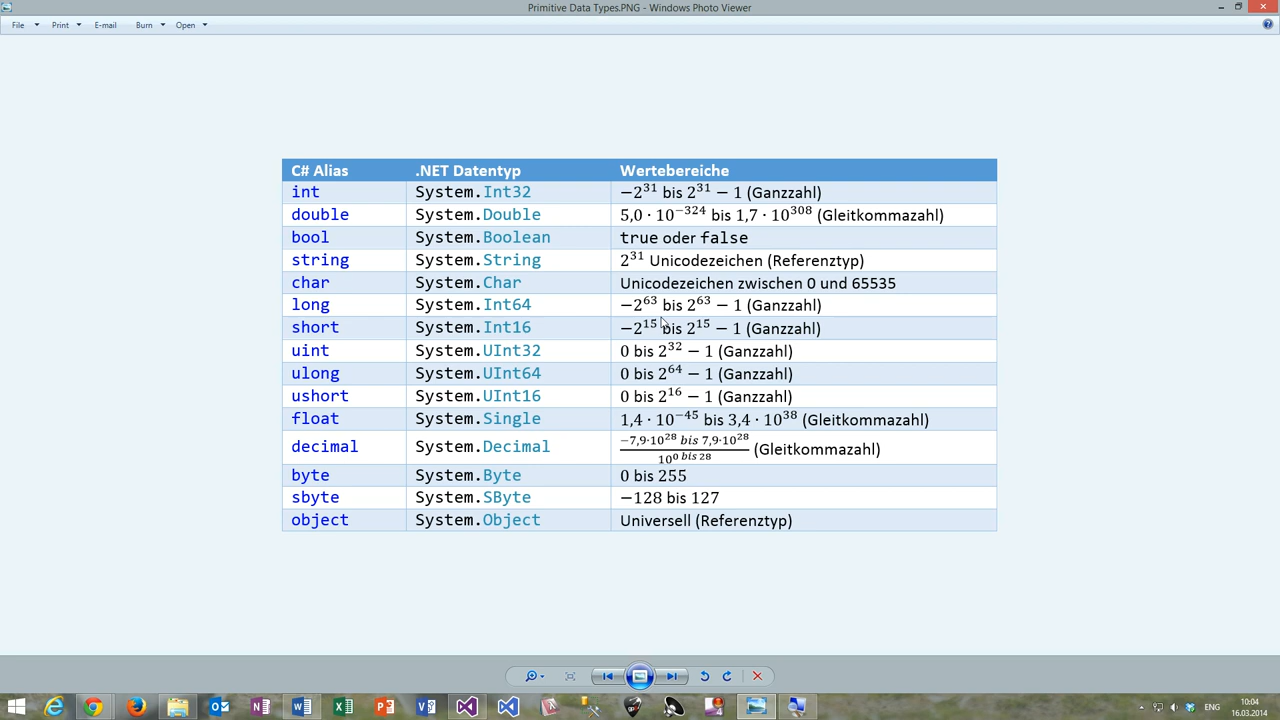 Primitive Data Types.PNG - Windows Photo Viewer
File Print E-mail Burn Open
C# Alias .NET Datentyp Wertebereiche
int System.Int32 −2³¹ bis 2³¹ − 1 (Ganzzahl)
double System.Double 5,0 · 10⁻³²⁴ bis 1,7 · 10³⁰⁸ (Gleitkommazahl)
bool System.Boolean true oder false
string System.String 2³¹ Unicodezeichen (Referenztyp)
char System.Char Unicodezeichen zwischen 0 und 65535
long System.Int64 −2⁶³ bis 2⁶³ − 1 (Ganzzahl)
short System.Int16 −2¹⁵ bis 2¹⁵ − 1 (Ganzzahl)
uint System.UInt32 0 bis 2³² − 1 (Ganzzahl)
ulong System.UInt64 0 bis 2⁶⁴ − 1 (Ganzzahl)
ushort System.UInt16 0 bis 2¹⁶ − 1 (Ganzzahl)
float System.Single 1,4 · 10⁻⁴⁵ bis 3,4 · 10³⁸ (Gleitkommazahl)
decimal System.Decimal −7,9·10²⁸ bis 7,9·10²⁸ / 10⁰ ᵇⁱˢ ²⁸ (Gleitkommazahl)
byte System.Byte 0 bis 255
sbyte System.SByte −128 bis 127
object System.Object Universell (Referenztyp)
ENG
10:04
16.03.2014